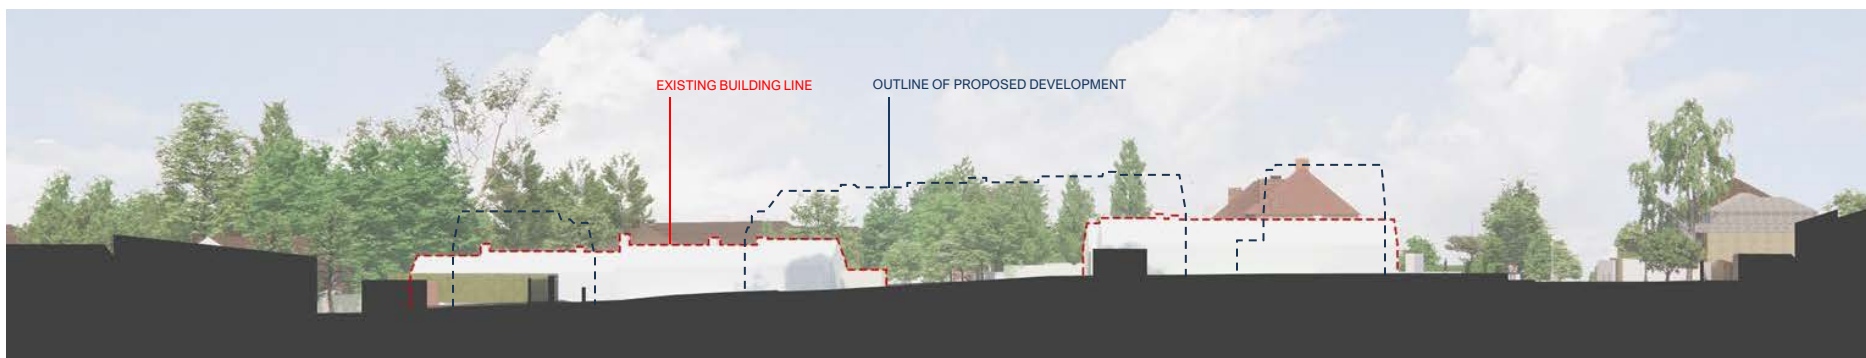 EXISTING BUILDING LINE
OUTLINE OF PROPOSED DEVELOPMENT